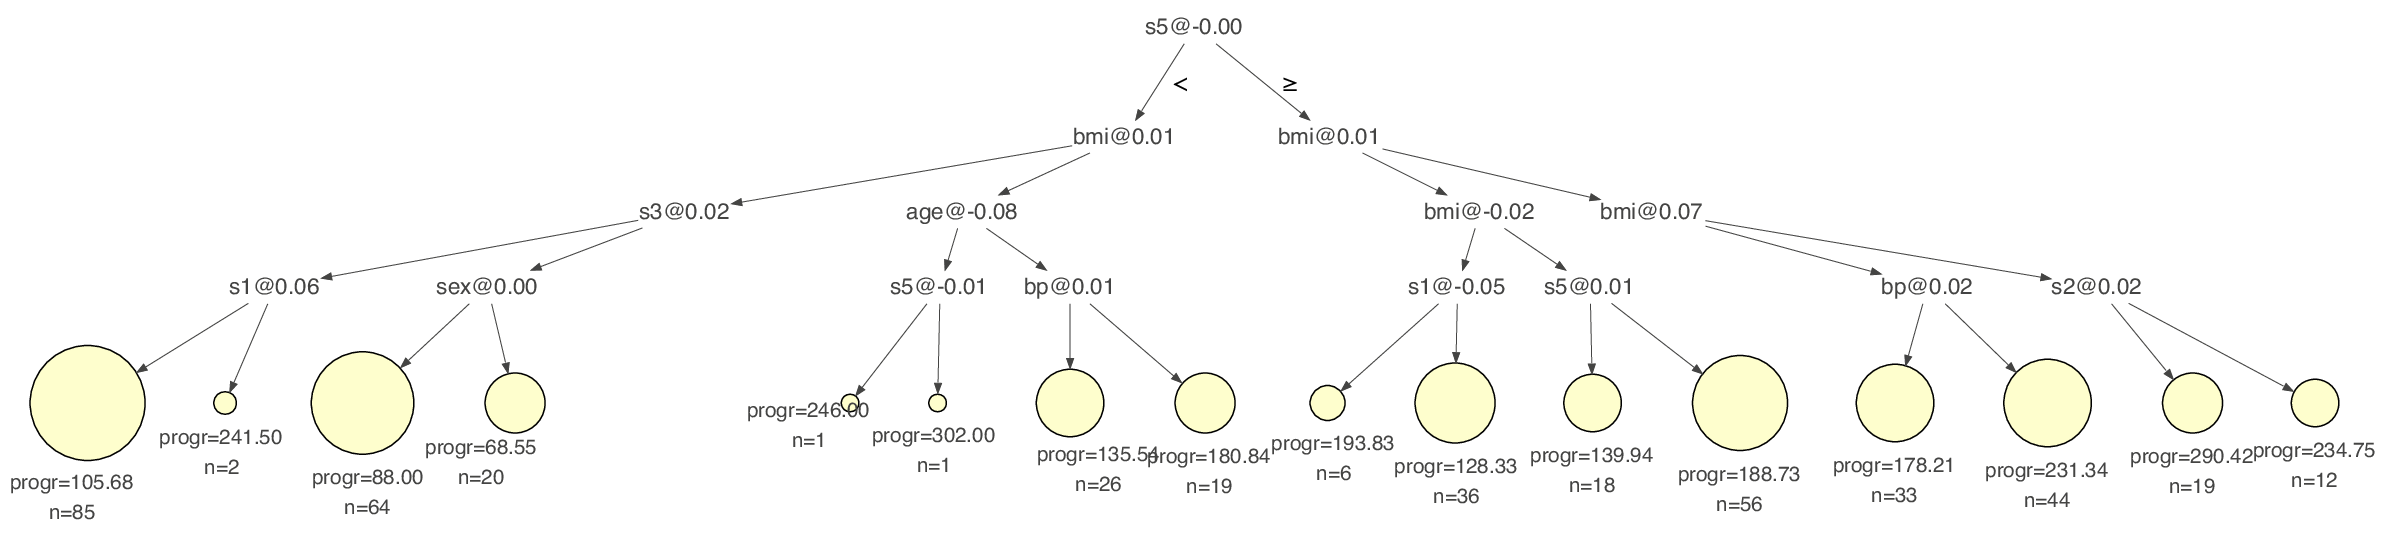 s5@-0.00
<
≥
bmi@0.01
bmi@0.01
s3@0.02
age@-0.08
bmi@-0.02
bmi@0.07
s1@0.06
sex@0.00
s5@-0.01
bp@0.01
s1@-0.05
s5@0.01
bp@0.02
s2@0.02
progr=105.68
n=85
progr=241.50
n=2
progr=88.00
n=64
progr=68.55
n=20
progr=246.00
n=1
progr=302.00
n=1
progr=135.54
n=26
progr=180.84
n=19
progr=193.83
n=6
progr=128.33
n=36
progr=139.94
n=18
progr=188.73
n=56
progr=178.21
n=33
progr=231.34
n=44
progr=290.42
n=19
progr=234.75
n=12